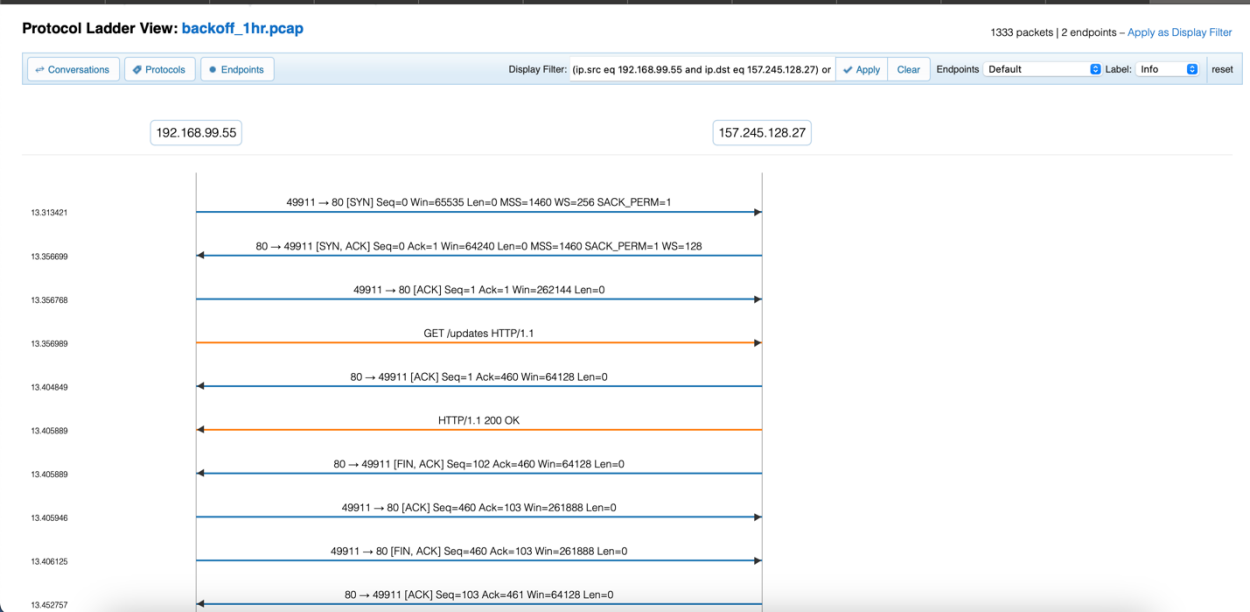 Protocol Ladder View: backoff_1hr.pcap
1333 packets | 2 endpoints – Apply as Display Filter
Conversations Protocols Endpoints Display Filter: (ip.src eq 192.168.99.55 and ip.dst eq 157.245.128.27) or Apply Clear Endpoints Default Label: Info reset
192.168.99.55 157.245.128.27
49911 → 80 [SYN] Seq=0 Win=65535 Len=0 MSS=1460 WS=256 SACK_PERM=1
13.313421
80 → 49911 [SYN, ACK] Seq=0 Ack=1 Win=64240 Len=0 MSS=1460 SACK_PERM=1 WS=128
13.356699
49911 → 80 [ACK] Seq=1 Ack=1 Win=262144 Len=0
13.356768
GET /updates HTTP/1.1
13.356989
80 → 49911 [ACK] Seq=1 Ack=460 Win=64128 Len=0
13.404849
HTTP/1.1 200 OK
13.405889
80 → 49911 [FIN, ACK] Seq=102 Ack=460 Win=64128 Len=0
13.405889
49911 → 80 [ACK] Seq=460 Ack=103 Win=261888 Len=0
13.405946
49911 → 80 [FIN, ACK] Seq=460 Ack=103 Win=261888 Len=0
13.406125
80 → 49911 [ACK] Seq=103 Ack=461 Win=64128 Len=0
13.452757